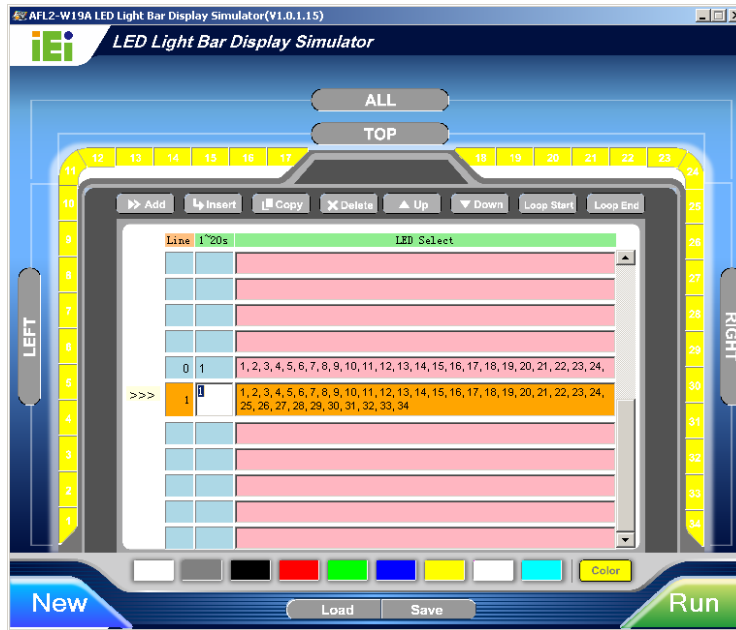 AFL2-W19A LED Light Bar Display Simulator(V1.0.1.15)
iEi
LED Light Bar Display Simulator
ALL
TOP
12 13 14 15 16 17 18 19 20 21 22 23
11 24
Add Insert Copy Delete Up Down Loop Start Loop End
10 25
Line 1~20s LED Select
9 26
8 27
7 28
LEFT
RIGHT
6 29
0 1 1, 2, 3, 4, 5, 6, 7, 8, 9, 10, 11, 12, 13, 14, 15, 16, 17, 18, 19, 20, 21, 22, 23, 24,
5 30
>>> 1 1 1, 2, 3, 4, 5, 6, 7, 8, 9, 10, 11, 12, 13, 14, 15, 16, 17, 18, 19, 20, 21, 22, 23, 24,
25, 26, 27, 28, 29, 30, 31, 32, 33, 34
4 31
3 32
2 33
1 34
Color
New
Load Save
Run